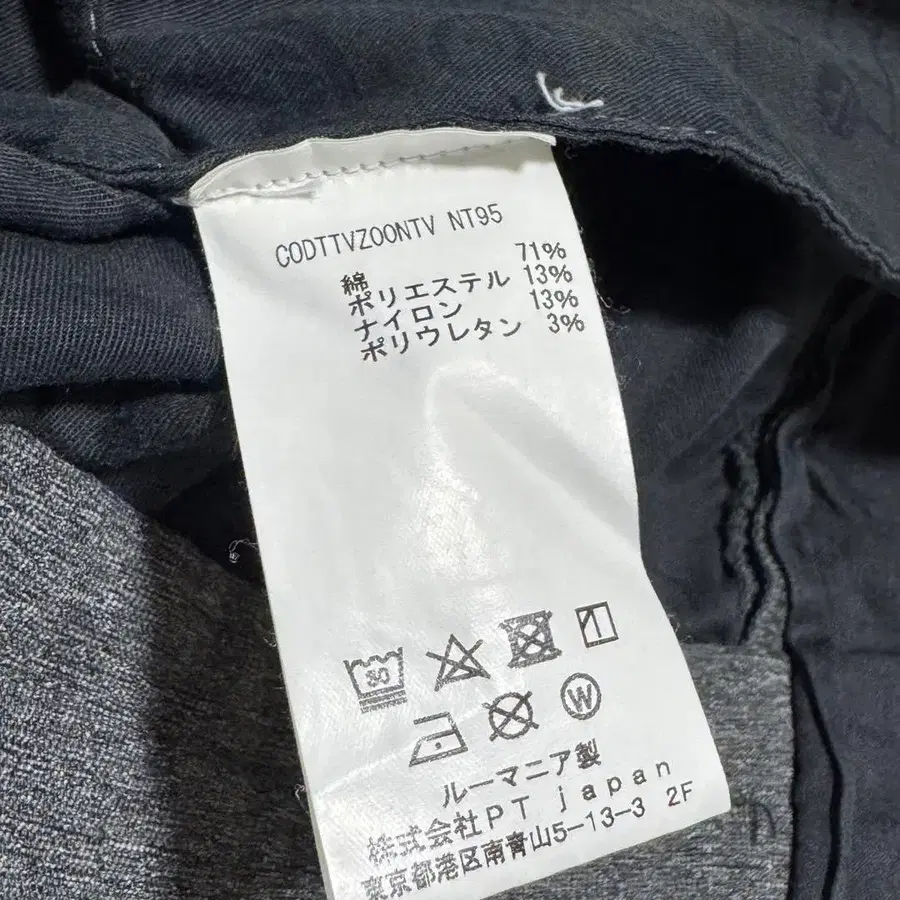 CODTTVZ00NTV NT95
綿 71%
ポリエステル 13%
ナイロン 13%
ポリウレタン 3%
30
W
ルーマニア製
株式会社PT japan
東京都港区南青山5-13-3 2F